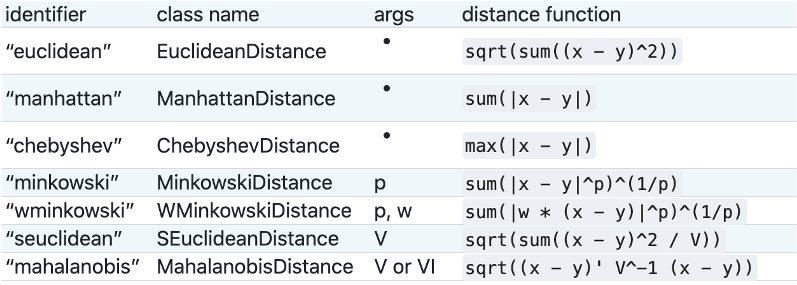 identifier class name args distance function
“euclidean” EuclideanDistance • sqrt(sum((x - y)^2))
“manhattan” ManhattanDistance • sum(|x - y|)
“chebyshev” ChebyshevDistance • max(|x - y|)
“minkowski” MinkowskiDistance p sum(|x - y|^p)^(1/p)
“wminkowski” WMinkowskiDistance p, w sum(|w * (x - y)|^p)^(1/p)
“seuclidean” SEuclideanDistance V sqrt(sum((x - y)^2 / V))
“mahalanobis” MahalanobisDistance V or VI sqrt((x - y)' V^-1 (x - y))